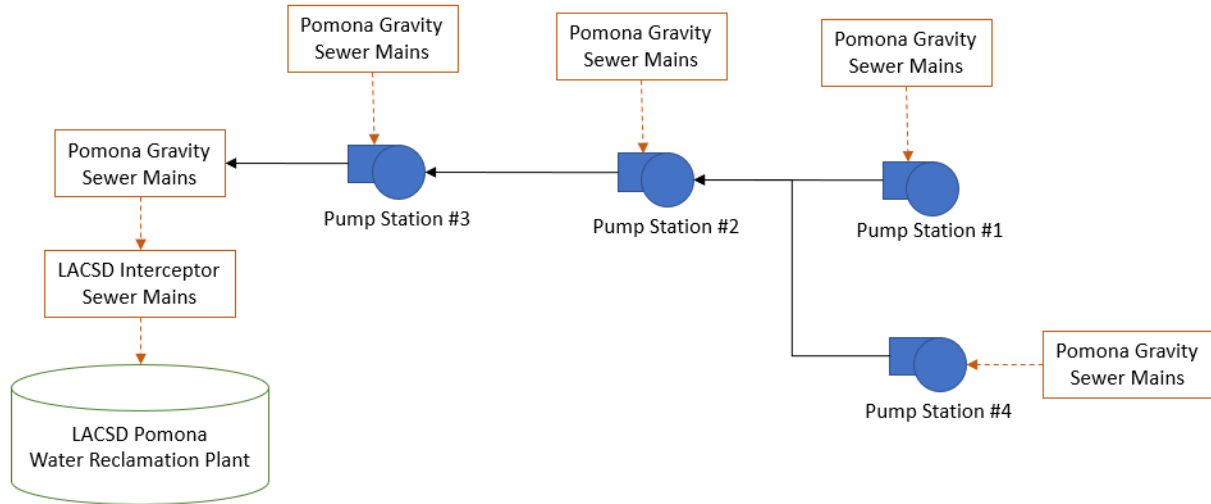 Pomona Gravity
Sewer Mains
Pomona Gravity
Sewer Mains
Pomona Gravity
Sewer Mains
Pomona Gravity
Sewer Mains
Pump Station #3
Pump Station #2
Pump Station #1
LACSD Interceptor
Sewer Mains
Pomona Gravity
Sewer Mains
Pump Station #4
LACSD Pomona
Water Reclamation Plant